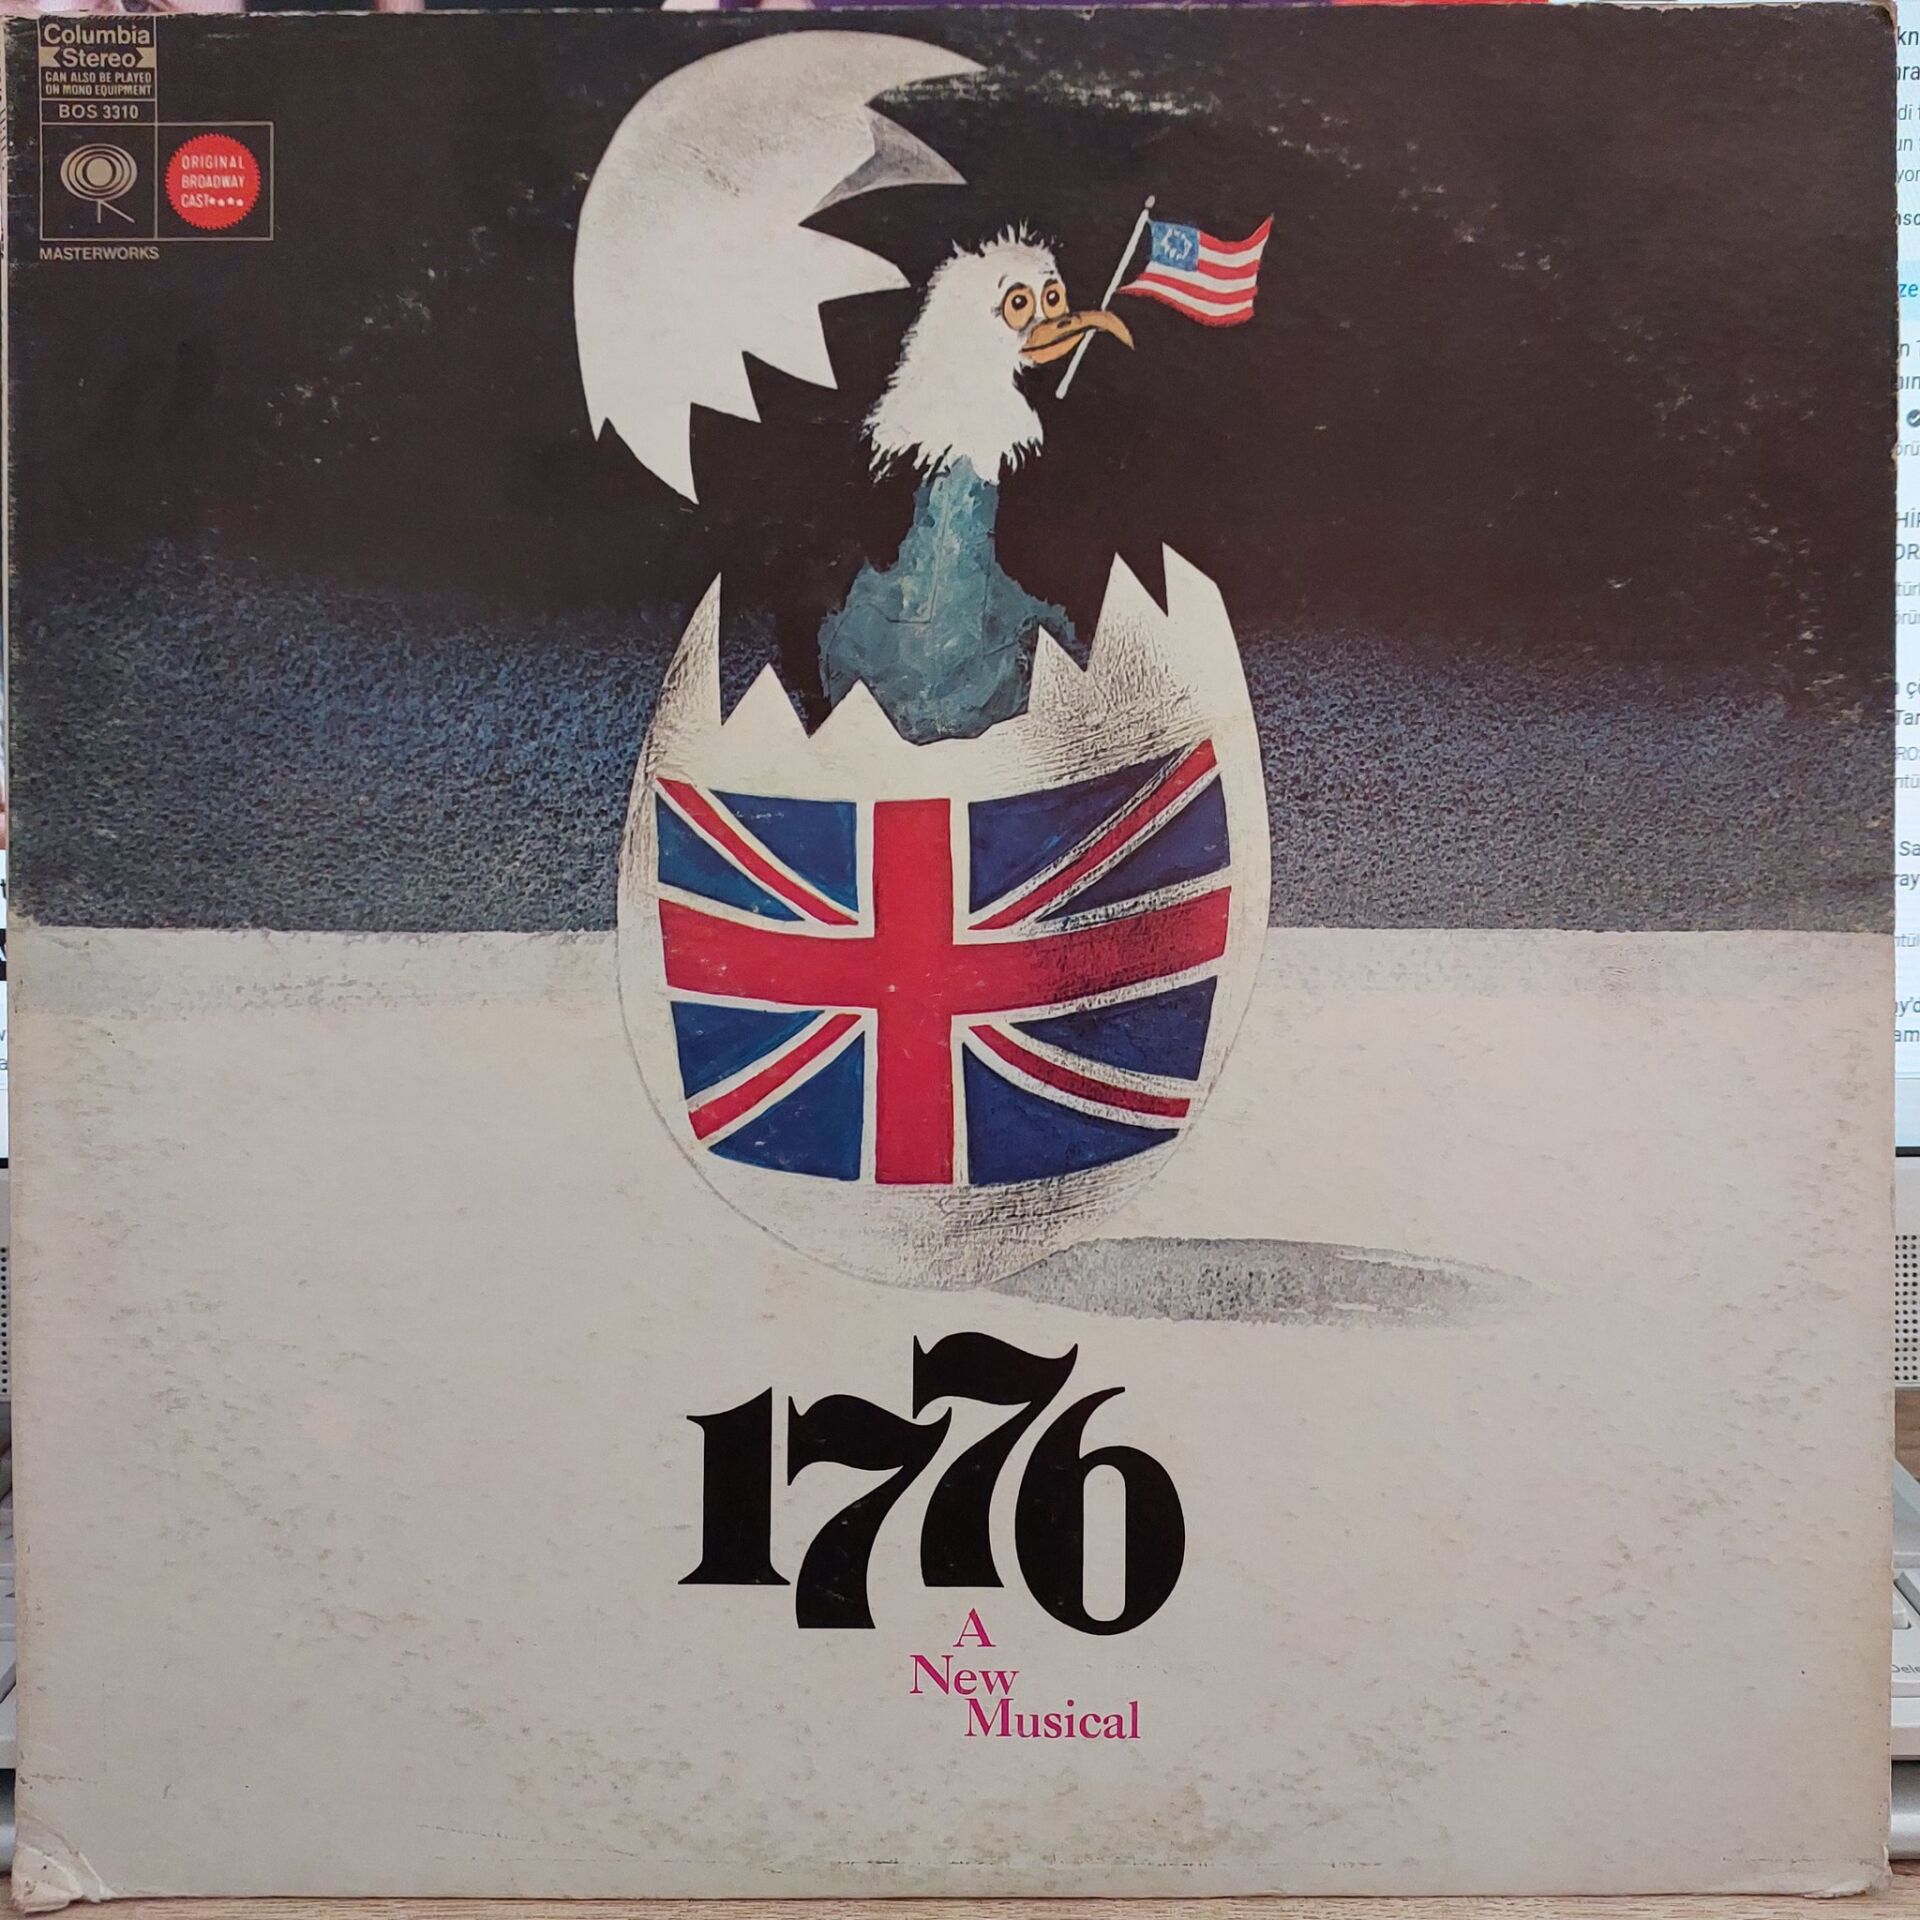 Columbia
Stereo
CAN ALSO BE PLAYED
ON MONO EQUIPMENT
BOS 3310
ORIGINAL
BROADWAY
CAST****
MASTERWORKS
1776
A
New
Musical